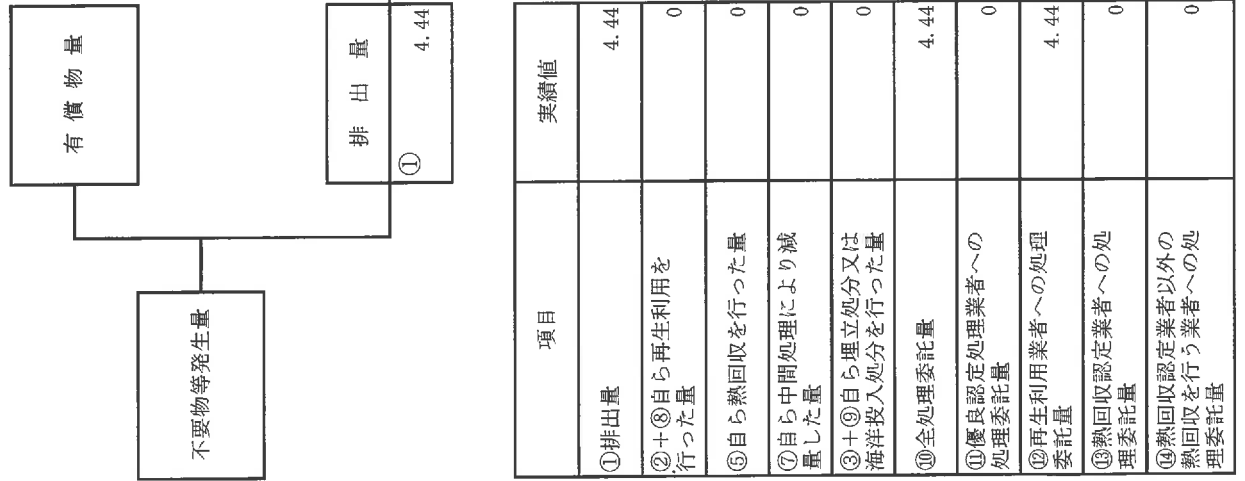 不要物等発生量
有償物量
排出量
① 4.44
項目 実績値
①排出量 4.44
②+⑧自ら再生利用を
行った量 0
⑤自ら熱回収を行った量 0
⑦自ら中間処理により減
量した量 0
③+⑨自ら埋立処分又は
海洋投入処分を行った量 0
⑩全処理委託量 4.44
⑪優良認定処理業者への
処理委託量 0
⑫再生利用業者への処理
委託量 4.44
⑬熱回収認定業者への処
理委託量 0
⑭熱回収認定業者以外の
熱回収を行う業者への処
理委託量 0